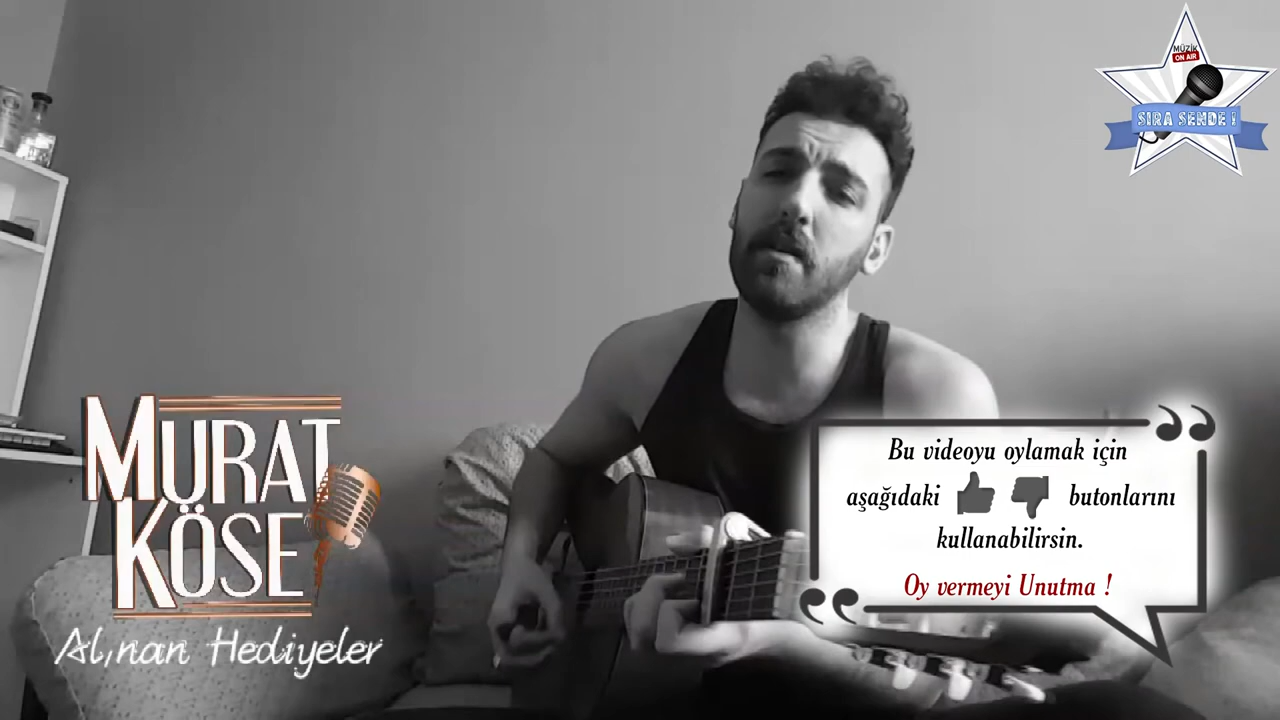 MÜZİK
ON AIR
SIRA SENDE !
MURAT
KÖSE
Alınan Hediyeler
Bu videoyu oylamak için
aşağıdaki butonlarını
kullanabilirsin.
Oy vermeyi Unutma !